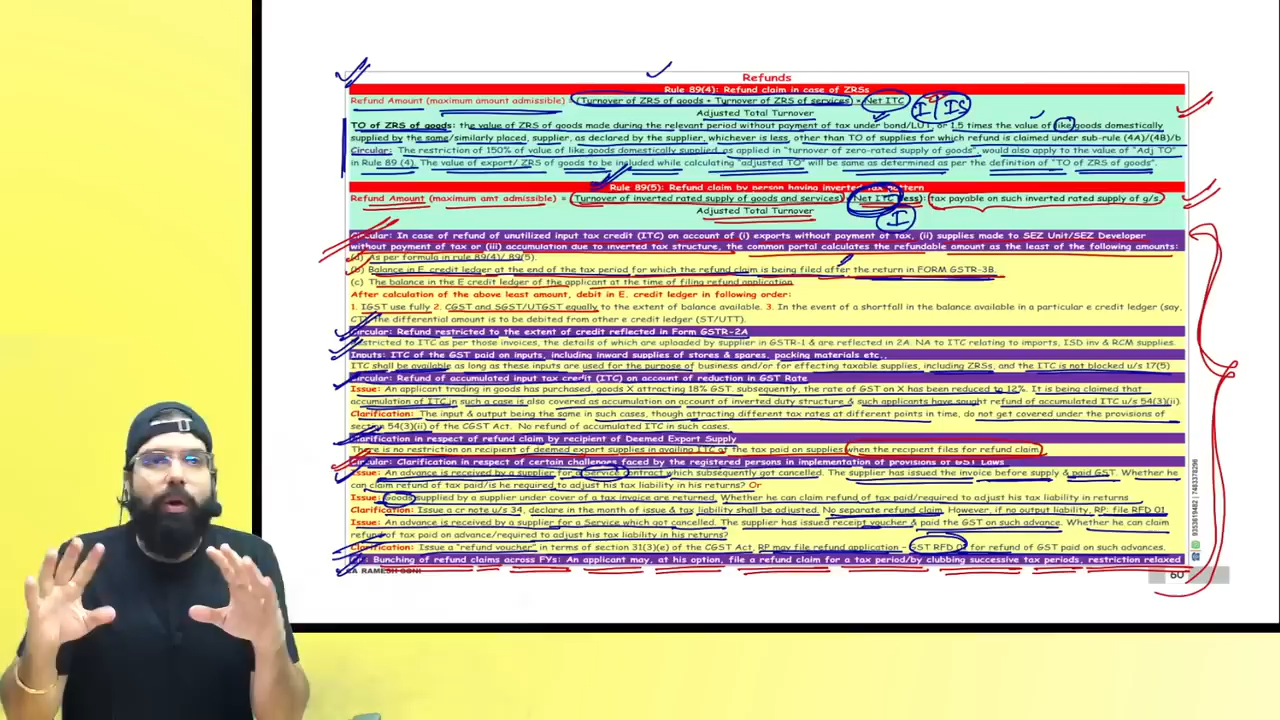 Refunds
Rule 89(4): Refund claim in case of ZRSs
Refund Amount (maximum amount admissible) = (Turnover of ZRS of goods + Turnover of ZRS of services) × Net ITC
I IS
Adjusted Total Turnover
TO of ZRS of goods: the value of ZRS of goods made during the relevant period without payment of tax under bond/LUT, or 1.5 times the value of like goods domestically
supplied by the same/similarly placed, supplier, as declared by the supplier, whichever is less, other than TO of supplies for which refund is claimed under sub-rule (4A)/(4B)/b
Circular: The restriction of 150% of value of like goods domestically supplied, as applied in "turnover of zero-rated supply of goods", would also apply to the value of "Adj TO"
in Rule 89 (4). The value of export/ ZRS of goods to be included while calculating "adjusted TO" will be same as determined as per the definition of "TO of ZRS of goods".
Rule 89(5): Refund claim by person having inverted tax pattern
Refund Amount (maximum amt admissible) = Turnover of inverted rated supply of goods and services) Net ITC (less): tax payable on such inverted rated supply of g/s)
Adjusted Total Turnover
I
Circular: In case of refund of unutilized input tax credit (ITC) on account of (i) exports without payment of tax, (ii) supplies made to SEZ Unit/SEZ Developer
without payment of tax or (iii) accumulation due to inverted tax structure, the common portal calculates the refundable amount as the least of the following amounts:
(a) As per formula in rule 89(4)/ 89(5).
(b) Balance in E. credit ledger at the end of the tax period for which the refund claim is being filed after the return in FORM GSTR-3B.
(c) The balance in the E credit ledger of the applicant at the time of filing refund application
After calculation of the above least amount, debit in E. credit ledger in following order:
1. IGST use fully 2. CGST and SGST/UTGST equally to the extent of balance available. 3. In the event of a shortfall in the balance available in a particular e credit ledger (say,
CT), the differential amount is to be debited from other e credit ledger (ST/UTT).
Circular: Refund restricted to the extent of credit reflected in Form GSTR-2A
Restricted to ITC as per those invoices, the details of which are uploaded by supplier in GSTR-1 & are reflected in 2A. NA to ITC relating to imports, ISD inv & RCM supplies.
Inputs: ITC of the GST paid on inputs, including inward supplies of stores & spares, packing materials etc.,
ITC shall be available as long as these inputs are used for the purpose of business and/or for effecting taxable supplies, including ZRSs, and the ITC is not blocked u/s 17(5)
Circular: Refund of accumulated input tax credit (ITC) on account of reduction in GST Rate
Issue: An applicant trading in goods has purchased, goods X attracting 18% GST. subsequently, the rate of GST on X has been reduced to 12%. It is being claimed that
accumulation of ITC in such a case is also covered as accumulation on account of inverted duty structure & such applicants have sought refund of accumulated ITC u/s 54(3)(ii).
Clarification: The input & output being the same in such cases, though attracting different tax rates at different points in time, do not get covered under the provisions of
section 54(3)(ii) of the CGST Act. No refund of accumulated ITC in such cases.
Clarification in respect of refund claim by recipient of Deemed Export Supply
There is no restriction on recipient of deemed export supplies in availing ITC of the tax paid on supplies when the recipient files for refund claim
Circular: Clarification in respect of certain challenges faced by the registered persons in implementation of provisions of GST Laws
Issue: An advance is received by a supplier for a Service contract which subsequently got cancelled. The supplier has issued the invoice before supply & paid GST. Whether he
can claim refund of tax paid/is he required to adjust his tax liability in his returns? Or
Issue: Goods supplied by a supplier under cover of a tax invoice are returned. Whether he can claim refund of tax paid/required to adjust his tax liability in returns
Clarification: Issue a cr note u/s 34, declare in the month of issue & tax liability shall be adjusted. No separate refund claim. However, if no output liability, RP: file RFD 01
Issue: An advance is received by a supplier for a Service which got cancelled. The supplier has issued receipt voucher & paid the GST on such advance. Whether he can claim
refund of tax paid on advance/required to adjust his tax liability in his returns?
Clarification: Issue a "refund voucher" in terms of section 31(3)(e) of the CGST Act, RP may file refund application - GST RFD for refund of GST paid on such advances.
Bunching of refund claims across FYs: An applicant may, at his option, file a refund claim for a tax period/by clubbing successive tax periods, restriction relaxed
CA RAMESH SONI
60
9353619482 | 7483378298